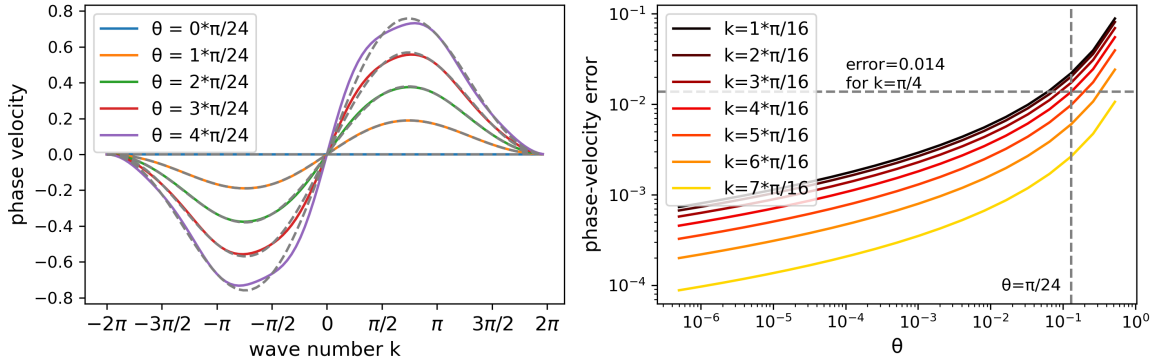 0.8
0.6
0.4
0.2
0.0
−0.2
−0.4
−0.6
−0.8
phase velocity
θ = 0*π/24
θ = 1*π/24
θ = 2*π/24
θ = 3*π/24
θ = 4*π/24
−2π
−3π/2
−π
−π/2
0
π/2
π
3π/2
2π
wave number k
10⁻¹
10⁻²
10⁻³
10⁻⁴
phase-velocity error
k=1*π/16
k=2*π/16
k=3*π/16
k=4*π/16
k=5*π/16
k=6*π/16
k=7*π/16
error=0.014
for k=π/4
θ=π/24
10⁻⁶
10⁻⁵
10⁻⁴
10⁻³
10⁻²
10⁻¹
10⁰
θ